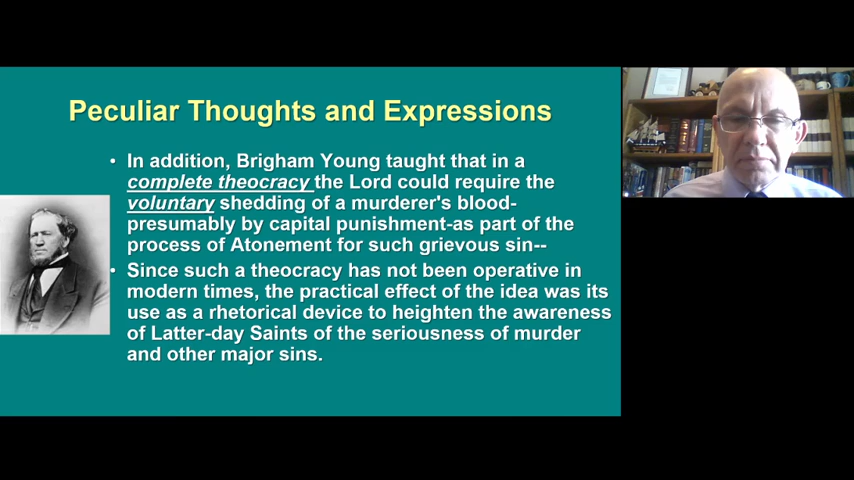 Peculiar Thoughts and Expressions
• In addition, Brigham Young taught that in a
complete theocracy the Lord could require the
voluntary shedding of a murderer's blood-
presumably by capital punishment-as part of the
process of Atonement for such grievous sin--
• Since such a theocracy has not been operative in
modern times, the practical effect of the idea was its
use as a rhetorical device to heighten the awareness
of Latter-day Saints of the seriousness of murder
and other major sins.